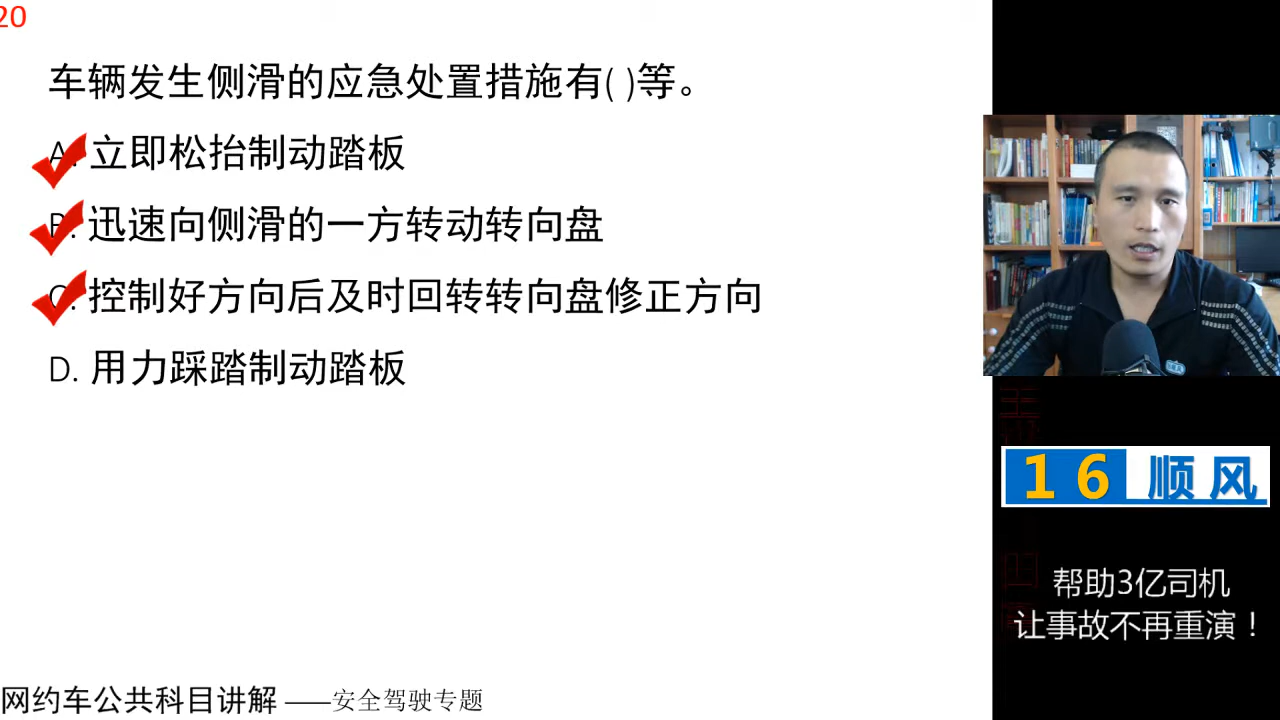 20
车辆发生侧滑的应急处置措施有( )等。
A. 立即松抬制动踏板
B. 迅速向侧滑的一方转动转向盘
C. 控制好方向后及时回转转向盘修正方向
D. 用力踩踏制动踏板
16顺风
帮助3亿司机
让事故不再重演！
网约车公共科目讲解 ——安全驾驶专题